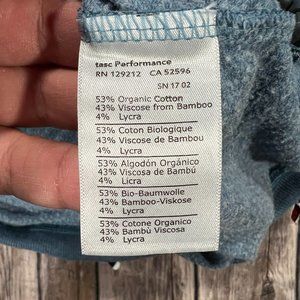 tasc Performance
RN 129212 CA 52596
SN 17 02
53% Organic Cotton
43% Viscose from Bamboo
4% Lycra
53% Coton Biologique
43% Viscose de Bambou
4% Lycra
53% Algodón Orgánico
43% Viscosa de Bambú
4% Licra
53% Bio-Baumwolle
43% Bamboo-Viskose
4% Lycra
53% Cotone Organico
43% Bambù Viscosa
4% Lycra